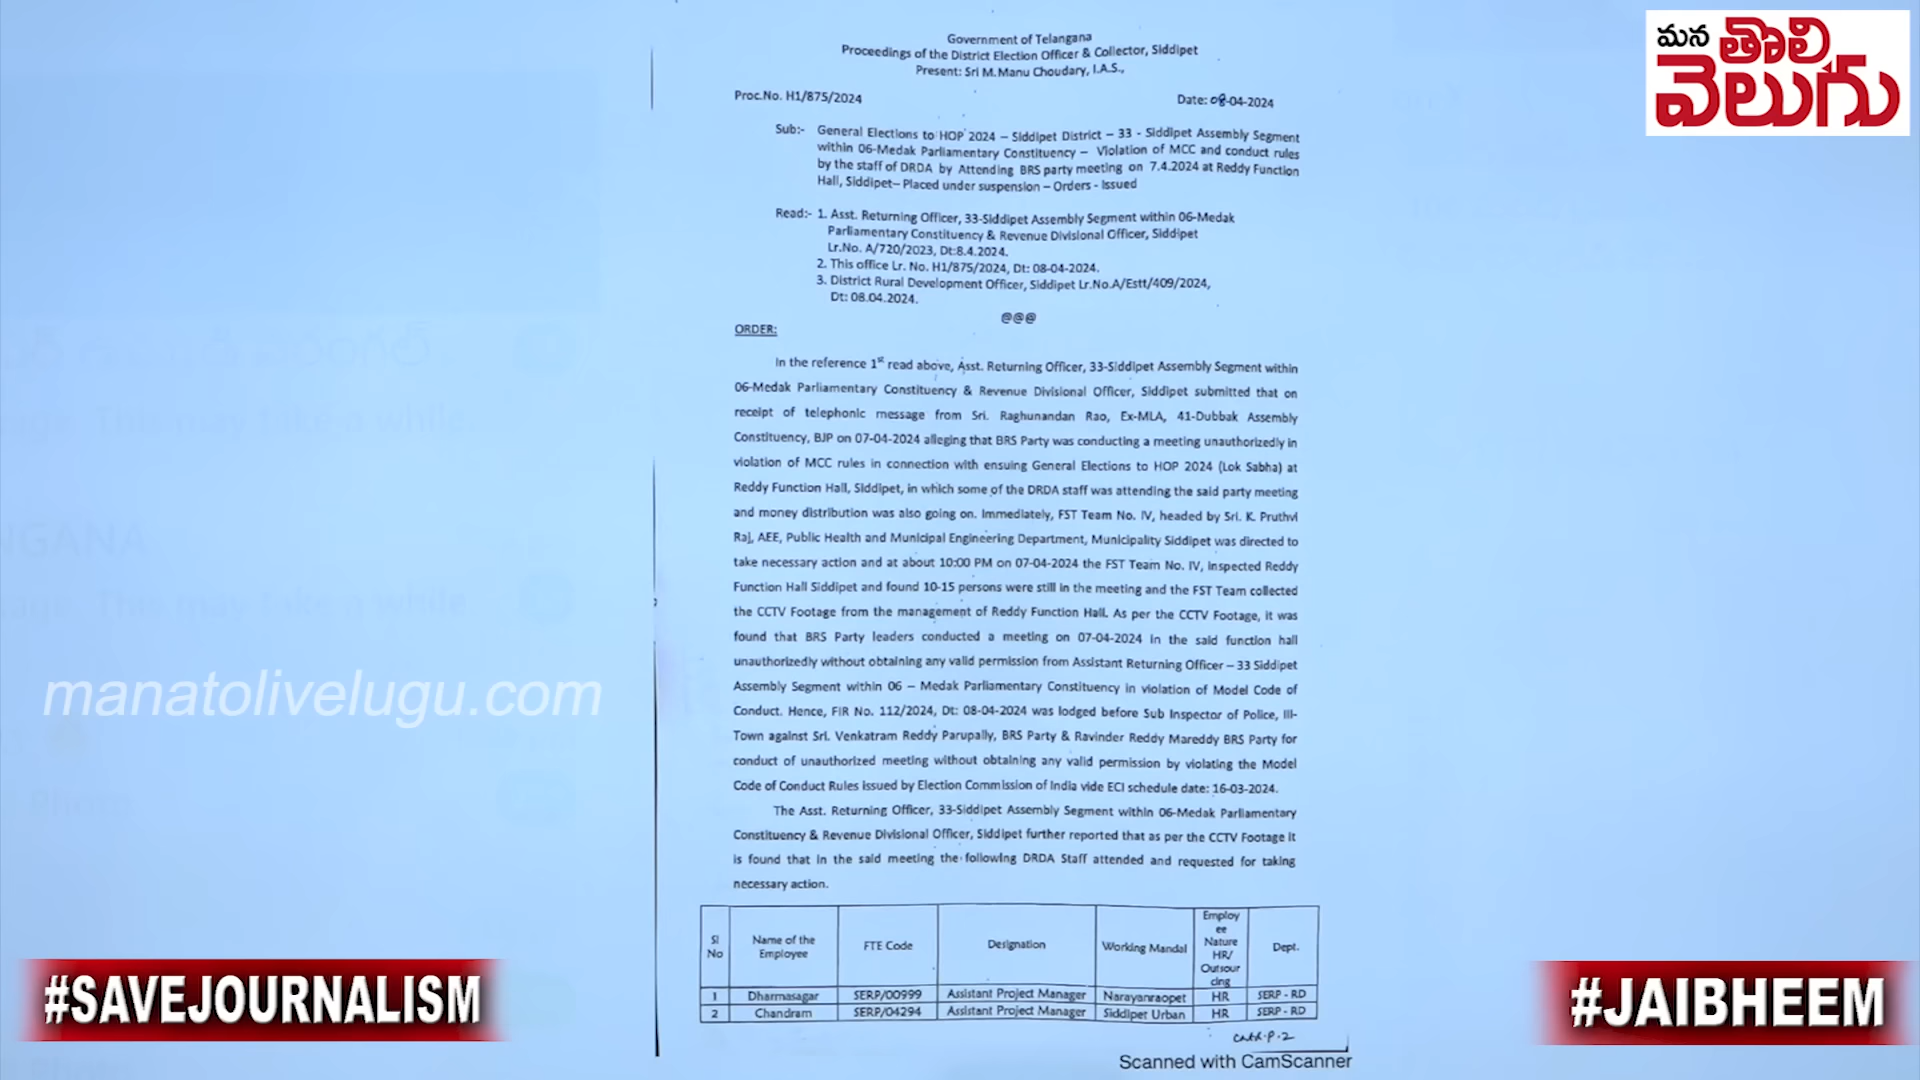 Government of Telangana
Proceedings of the District Election Officer & Collector, Siddipet
Present: Sri M. Manu Choudary, I.A.S.,
Proc.No. H1/875/2024
Date: 08-04-2024
Sub:- General Elections to HOP 2024 – Siddipet District – 33 - Siddipet Assembly Segment
within 06-Medak Parliamentary Constituency – Violation of MCC and conduct rules
by the staff of DRDA by Attending BRS party meeting on 7.4.2024 at Reddy Function
Hall, Siddipet– Placed under suspension – Orders - Issued
Read:- 1. Asst. Returning Officer, 33-Siddipet Assembly Segment within 06-Medak
Parliamentary Constituency & Revenue Divisional Officer, Siddipet
Lr.No. A/720/2023, Dt:8.4.2024.
2. This office Lr. No. H1/875/2024, Dt: 08-04-2024.
3. District Rural Development Officer, Siddipet Lr.No.A/Estt/409/2024,
Dt: 08.04.2024.
@@@
ORDER:
In the reference 1st read above, Asst. Returning Officer, 33-Siddipet Assembly Segment within
06-Medak Parliamentary Constituency & Revenue Divisional Officer, Siddipet submitted that on
receipt of telephonic message from Sri. Raghunandan Rao, Ex-MLA, 41-Dubbak Assembly
Constituency, BJP on 07-04-2024 alleging that BRS Party was conducting a meeting unauthorizedly in
violation of MCC rules in connection with ensuing General Elections to HOP 2024 (Lok Sabha) at
Reddy Function Hall, Siddipet, in which some of the DRDA staff was attending the said party meeting
and money distribution was also going on. Immediately, FST Team No. IV, headed by Sri. K. Pruthvi
Raj, AEE, Public Health and Municipal Engineering Department, Municipality Siddipet was directed to
take necessary action and at about 10:00 PM on 07-04-2024 the FST Team No. IV, inspected Reddy
Function Hall Siddipet and found 10-15 persons were still in the meeting and the FST Team collected
the CCTV Footage from the management of Reddy Function Hall. As per the CCTV Footage, it was
found that BRS Party leaders conducted a meeting on 07-04-2024 in the said function hall
unauthorizedly without obtaining any valid permission from Assistant Returning Officer – 33 Siddipet
Assembly Segment within 06 – Medak Parliamentary Constituency in violation of Model Code of
Conduct. Hence, FIR No. 112/2024, Dt: 08-04-2024 was lodged before Sub Inspector of Police, III-
Town against Sri. Venkatram Reddy Parupally, BRS Party & Ravinder Reddy Mareddy BRS Party for
conduct of unauthorized meeting without obtaining any valid permission by violating the Model
Code of Conduct Rules issued by Election Commission of India vide ECI schedule date: 16-03-2024.
The Asst. Returning Officer, 33-Siddipet Assembly Segment within 06-Medak Parliamentary
Constituency & Revenue Divisional Officer, Siddipet further reported that as per the CCTV Footage it
is found that in the said meeting the following DRDA Staff attended and requested for taking
necessary action.
Sl No | Name of the Employee | FTE Code | Designation | Working Mandal | Employee Nature HR/ Outsourcing | Dept.
1 | Dharmasagar | SERP/00999 | Assistant Project Manager | Narayanraopet | HR | SERP - RD
2 | Chandram | SERP/04294 | Assistant Project Manager | Siddipet Urban | HR | SERP - RD
Scanned with CamScanner
మన తొలి
వెలుగు
manatolivelugu.com
#SAVEJOURNALISM
#JAIBHEEM